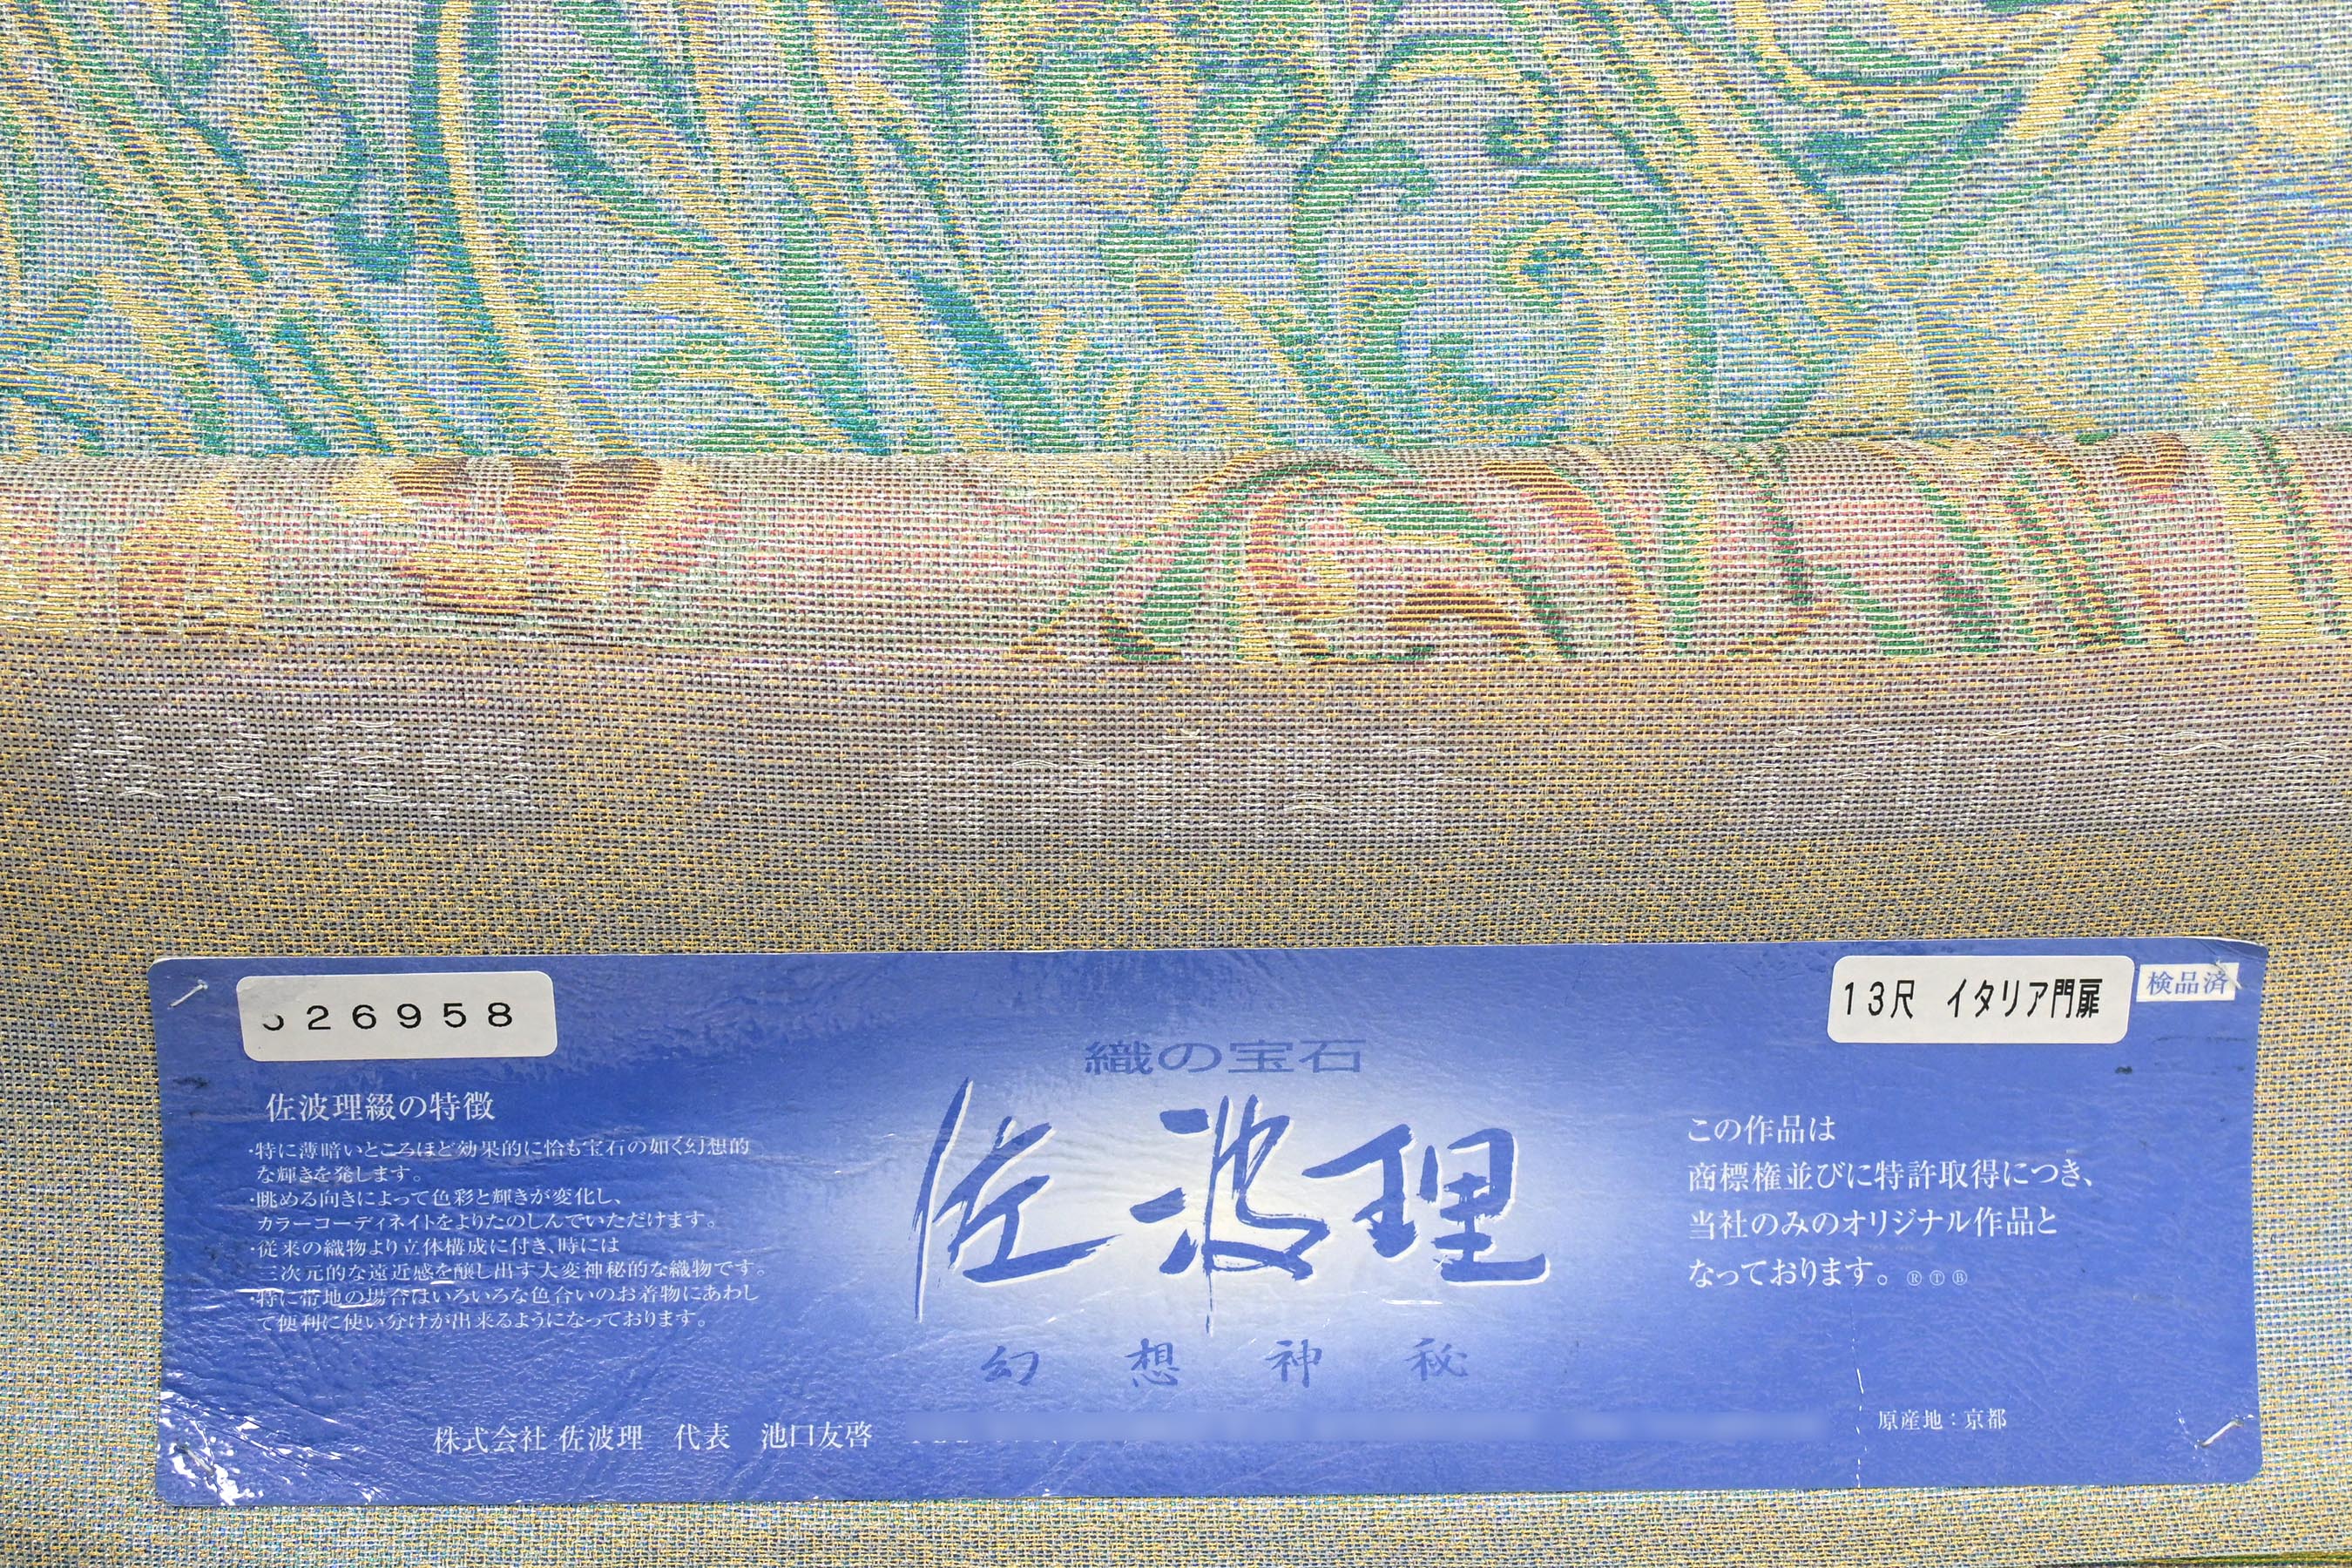 26958
13尺 イタリア門扉
検品済
織の宝石
佐波理
幻想神秘
佐波理綴の特徴
・特に薄暗いところほど効果的に恰も宝石の如く幻想的
な輝きを発します。
・眺める向きによって色彩と輝きが変化し、
カラーコーディネイトをよりたのしんでいただけます。
・従来の織物より立体構成に付き、時には
三次元的な遠近感を醸し出す大変神秘的な織物です。
・特に帯地の場合はいろいろな色合いのお着物にあわし
て便利に使い分けが出来るようになっております。
この作品は
商標権並びに特許取得につき、
当社のみのオリジナル作品と
なっております。ⓇⓉⒷ
株式会社 佐波理 代表 池口友啓
原産地：京都